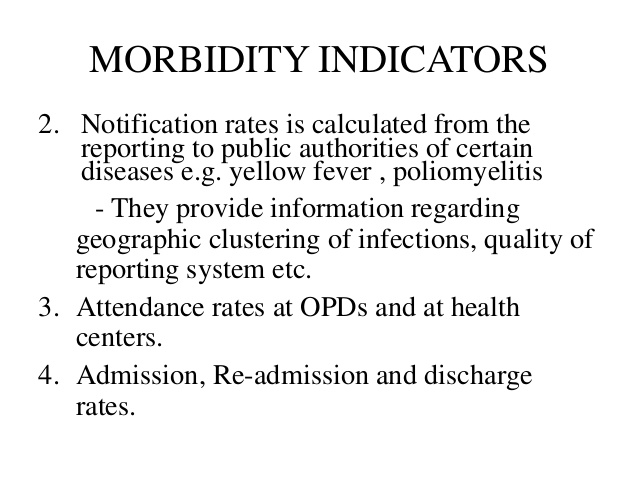 MORBIDITY INDICATORS
2. Notification rates is calculated from the
reporting to public authorities of certain
diseases e.g. yellow fever , poliomyelitis
- They provide information regarding
geographic clustering of infections, quality of
reporting system etc.
3. Attendance rates at OPDs and at health
centers.
4. Admission, Re-admission and discharge
rates.